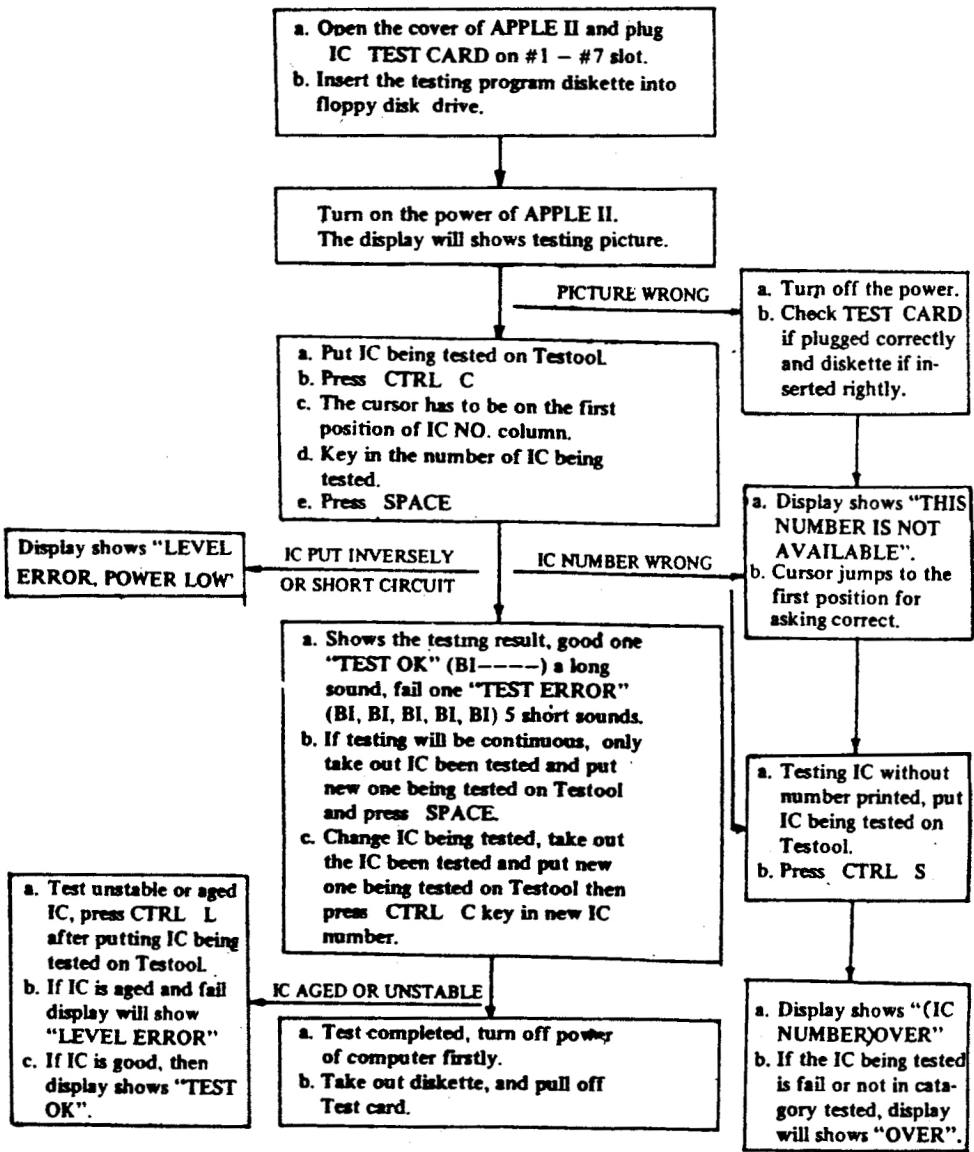 a. Open the cover of APPLE II and plug
IC TEST CARD on #1 – #7 slot.
b. Insert the testing program diskette into
floppy disk drive.
Turn on the power of APPLE II.
The display will shows testing picture.
PICTURE WRONG
a. Turn off the power.
b. Check TEST CARD
if plugged correctly
and diskette if in-
serted rightly.
a. Put IC being tested on Testool.
b. Press CTRL C
c. The cursor has to be on the first
position of IC NO. column.
d. Key in the number of IC being
tested.
e. Press SPACE
IC PUT INVERSELY
OR SHORT CIRCUIT
Display shows “LEVEL
ERROR, POWER LOW’
IC NUMBER WRONG
a. Display shows “THIS
NUMBER IS NOT
AVAILABLE”.
b. Cursor jumps to the
first position for
asking correct.
a. Shows the testing result, good one
“TEST OK” (BI————) a long
sound, fail one “TEST ERROR”
(BI, BI, BI, BI, BI) 5 short sounds.
b. If testing will be continuous, only
take out IC been tested and put
new one being tested on Testool
and press SPACE.
c. Change IC being tested, take out
the IC been tested and put new
one being tested on Testool then
press CTRL C key in new IC
number.
a. Testing IC without
number printed, put
IC being tested on
Testool.
b. Press CTRL S
IC AGED OR UNSTABLE
a. Test unstable or aged
IC, press CTRL L
after putting IC being
tested on Testool.
b. If IC is aged and fail
display will show
“LEVEL ERROR”
c. If IC is good, then
display shows “TEST
OK”.
a. Test completed, turn off power
of computer firstly.
b. Take out diskette, and pull off
Test card.
a. Display shows “(IC
NUMBER)OVER”
b. If the IC being tested
is fail or not in cata-
gory tested, display
will shows “OVER”.